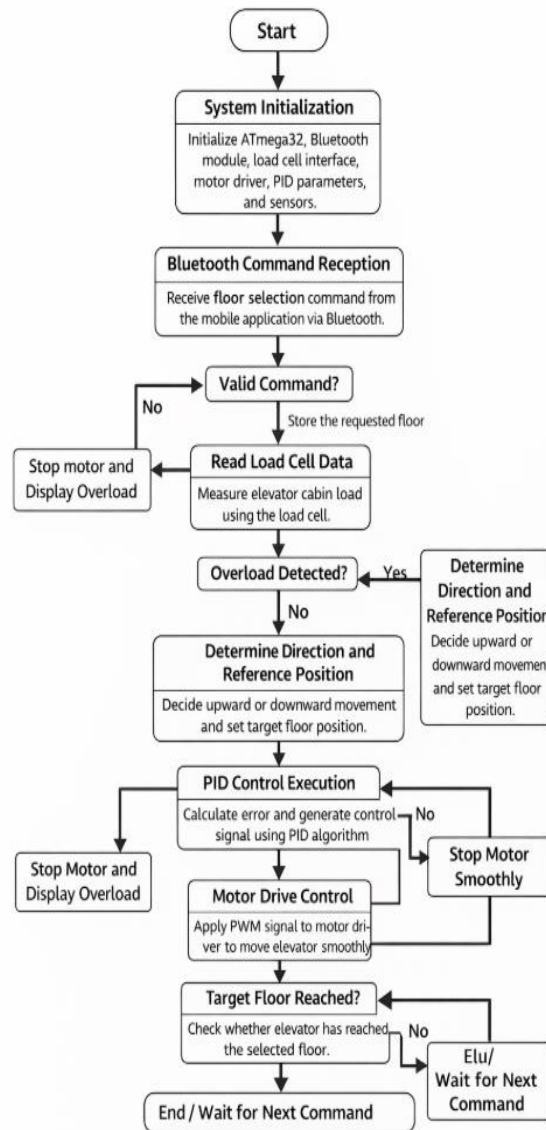 Start
System Initialization
Initialize ATmega32, Bluetooth
module, load cell interface,
motor driver, PID parameters,
and sensors.
Bluetooth Command Reception
Receive floor selection command from
the mobile application via Bluetooth.
Valid Command?
No
Store the requested floor
Stop motor and
Display Overload
Read Load Cell Data
Measure elevator cabin load
using the load cell.
Overload Detected?
Yes
No
Determine
Direction and
Reference Position
Decide upward or
downward movemen
and set target floor
position.
Determine Direction and
Reference Position
Decide upward or downward movement
and set target floor position.
PID Control Execution
Calculate error and generate control
signal using PID algorithm
No
Stop Motor and
Display Overload
Stop Motor
Smoothly
Motor Drive Control
Apply PWM signal to motor dri-
ver to move elevator smoothly
Target Floor Reached?
Check whether elevator has reached
the selected floor.
No
Elu/
Wait for Next
Command
End / Wait for Next Command